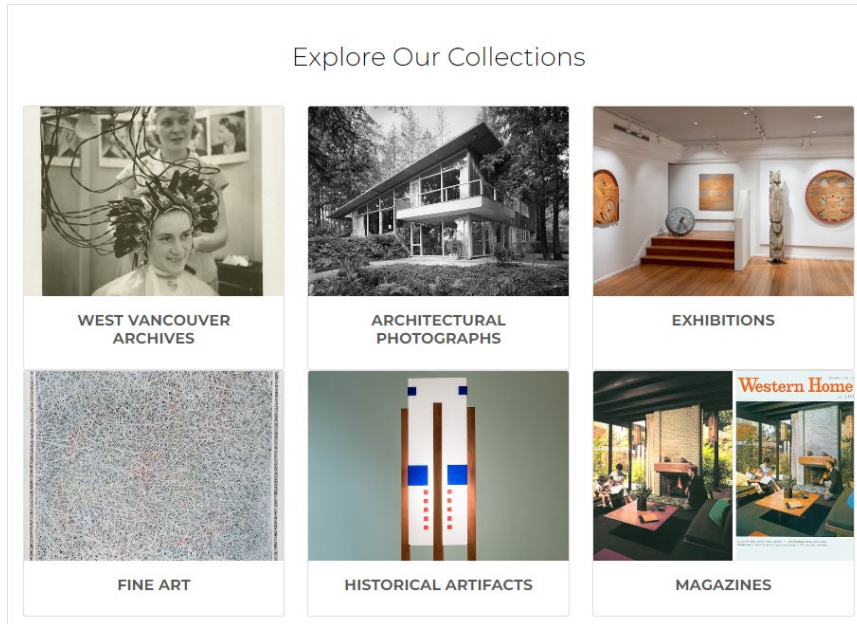 Explore Our Collections
WEST VANCOUVER
ARCHIVES
ARCHITECTURAL
PHOTOGRAPHS
EXHIBITIONS
Western Home
FINE ART
HISTORICAL ARTIFACTS
MAGAZINES